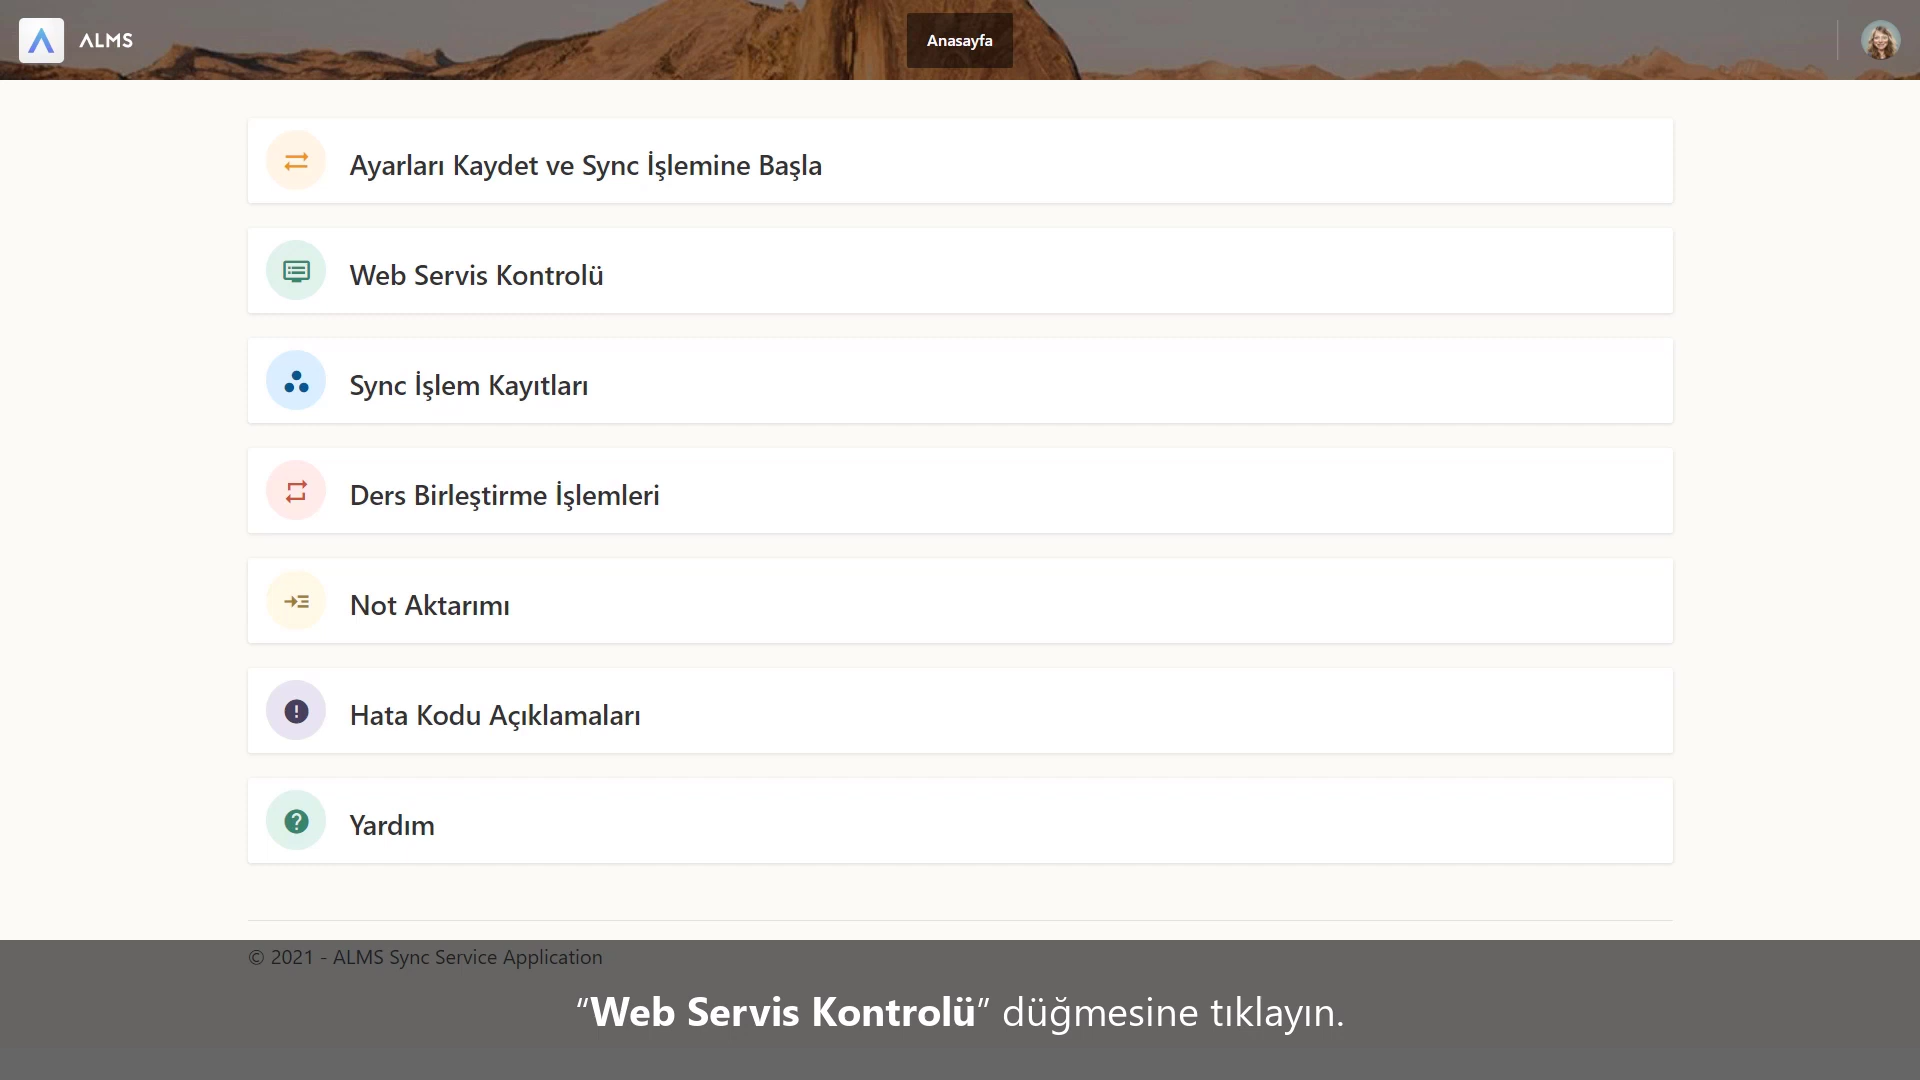 ALMS
Anasayfa
Ayarları Kaydet ve Sync İşlemine Başla
Web Servis Kontrolü
Sync İşlem Kayıtları
Ders Birleştirme İşlemleri
Not Aktarımı
Hata Kodu Açıklamaları
Yardım
© 2021 - ALMS Sync Service Application
“Web Servis Kontrolü” düğmesine tıklayın.